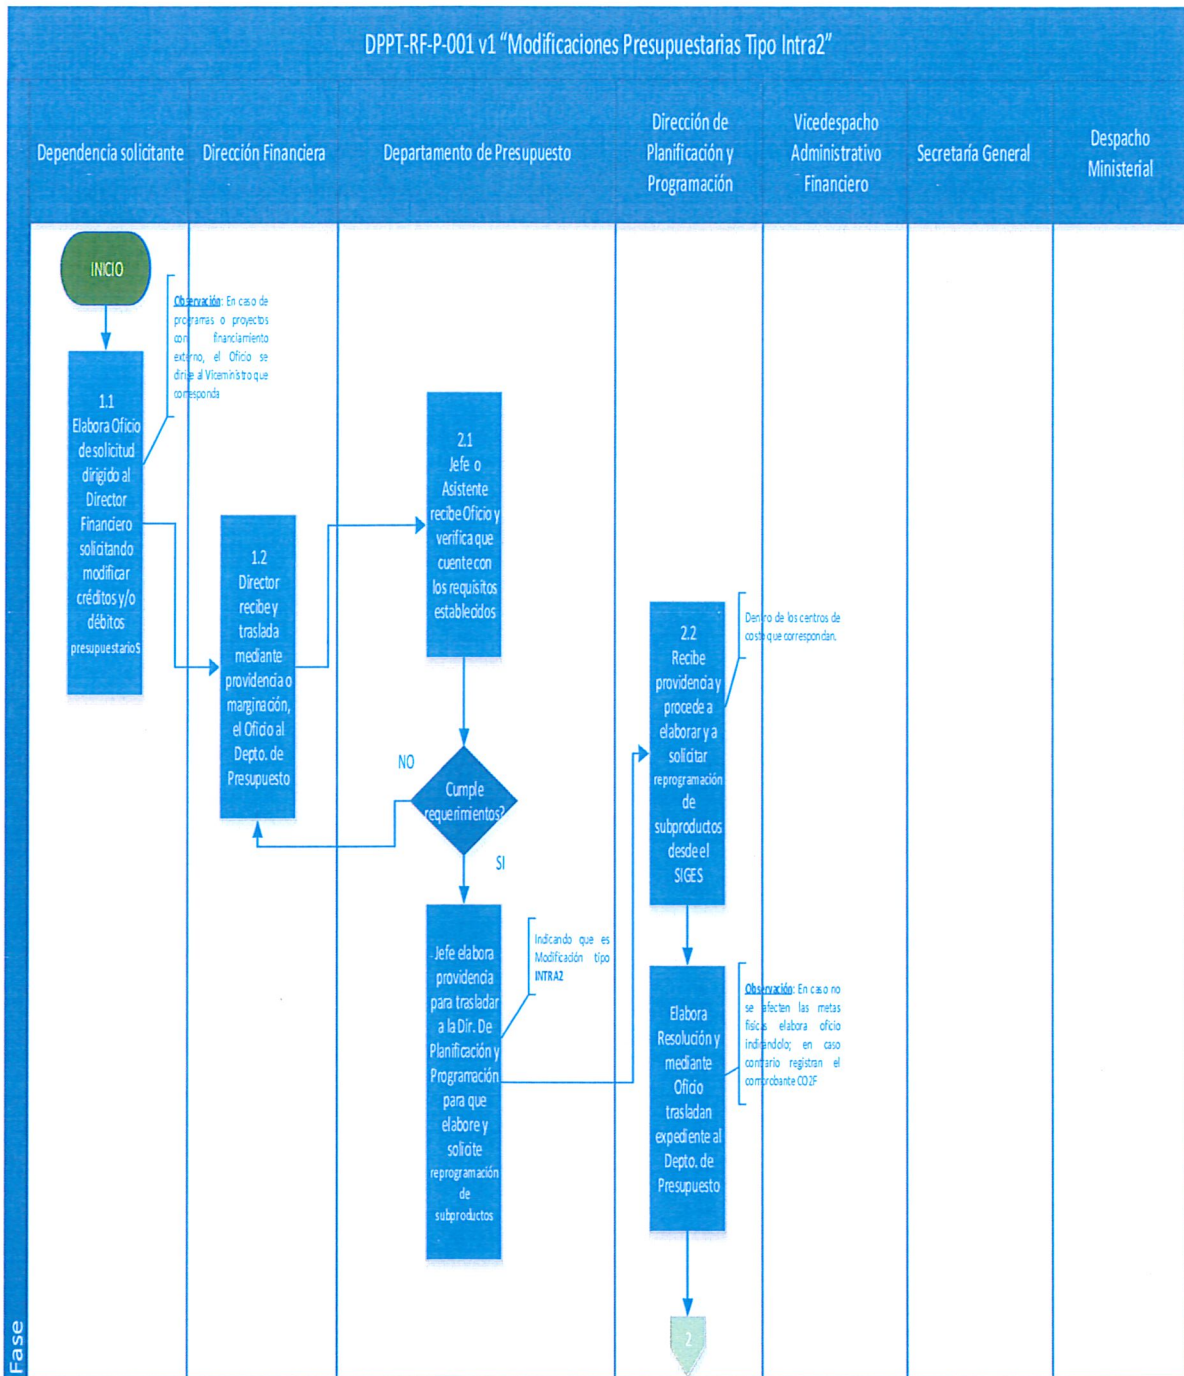 DPPT-RF-P-001 v1 “Modificaciones Presupuestarias Tipo Intra2”
Dependencia solicitante
Dirección Financiera
Departamento de Presupuesto
Dirección de
Planificación y
Programación
Vicedespacho
Administrativo
Financiero
Secretaría General
Despacho
Ministerial
INICIO
Observación: En caso de
programas o proyectos
con financiamiento
externo, el Oficio se
dirige al Viceministro que
corresponda
1.1
Elabora Oficio
de solicitud
dirigido al
Director
Financiero
solicitando
modificar
créditos y/o
débitos
presupuestarios
1.2
Director
recibe y
traslada
mediante
providencia o
marginación,
el Oficio al
Depto. de
Presupuesto
2.1
Jefe o
Asistente
recibe Oficio y
verifica que
cuente con
los requisitos
establecidos
NO
Cumple
requerimientos?
SI
Jefe elabora
providencia
para trasladar
a la Dir. De
Planificación y
Programación
para que
elabore y
solicite
reprogramación
de
subproductos
Indicando que es
Modificación tipo
INTRA2
2.2
Recibe
providencia y
procede a
elaborar y a
solicitar
reprogramación
de
subproductos
desde el
SIGES
Dentro de los centros de
costo que correspondan.
Elabora
Resolución y
mediante
Oficio
trasladan
expediente al
Depto. de
Presupuesto
Observación: En caso no
se afecten las metas
físicas elabora oficio
indicándolo; en caso
contrario registran el
comprobante CO2F
2
Fase